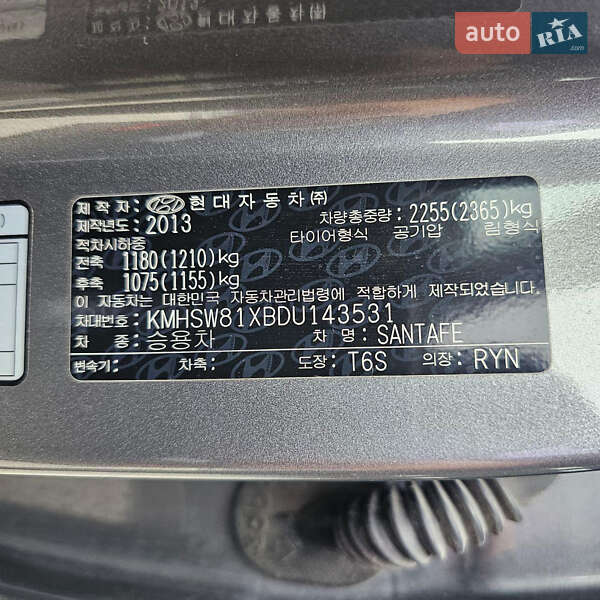 auto RIA.com
제 작 자: 현대자동차㈜
제작년도: 2013 차량총중량: 2255(2365)kg
적차시하중 타이어형식 공기압 림형식
전축 1180(1210)kg
후축 1075(1155)kg
이 자동차는 대한민국 자동차관리법령에 적합하게 제작되었습니다.
차대번호: KMHSW81XBDU143531
차 종: 승용차 차 명: SANTAFE
변속기: 차축: 도장: T6S 의장: RYN